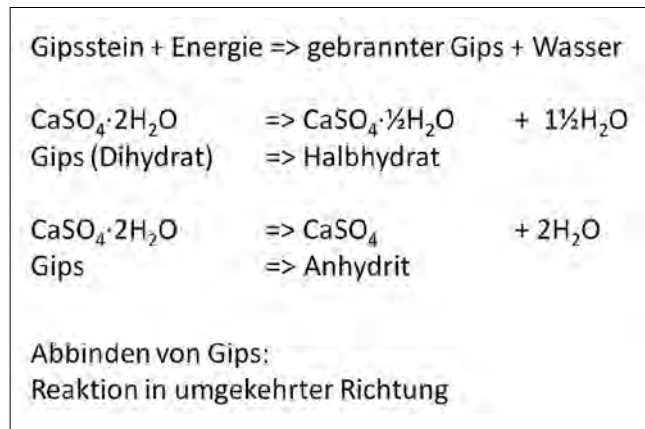 Gipsstein + Energie => gebrannter Gips + Wasser
CaSO₄·2H₂O => CaSO₄·½H₂O + 1½H₂O
Gips (Dihydrat) => Halbhydrat
CaSO₄·2H₂O => CaSO₄ + 2H₂O
Gips => Anhydrit
Abbinden von Gips:
Reaktion in umgekehrter Richtung